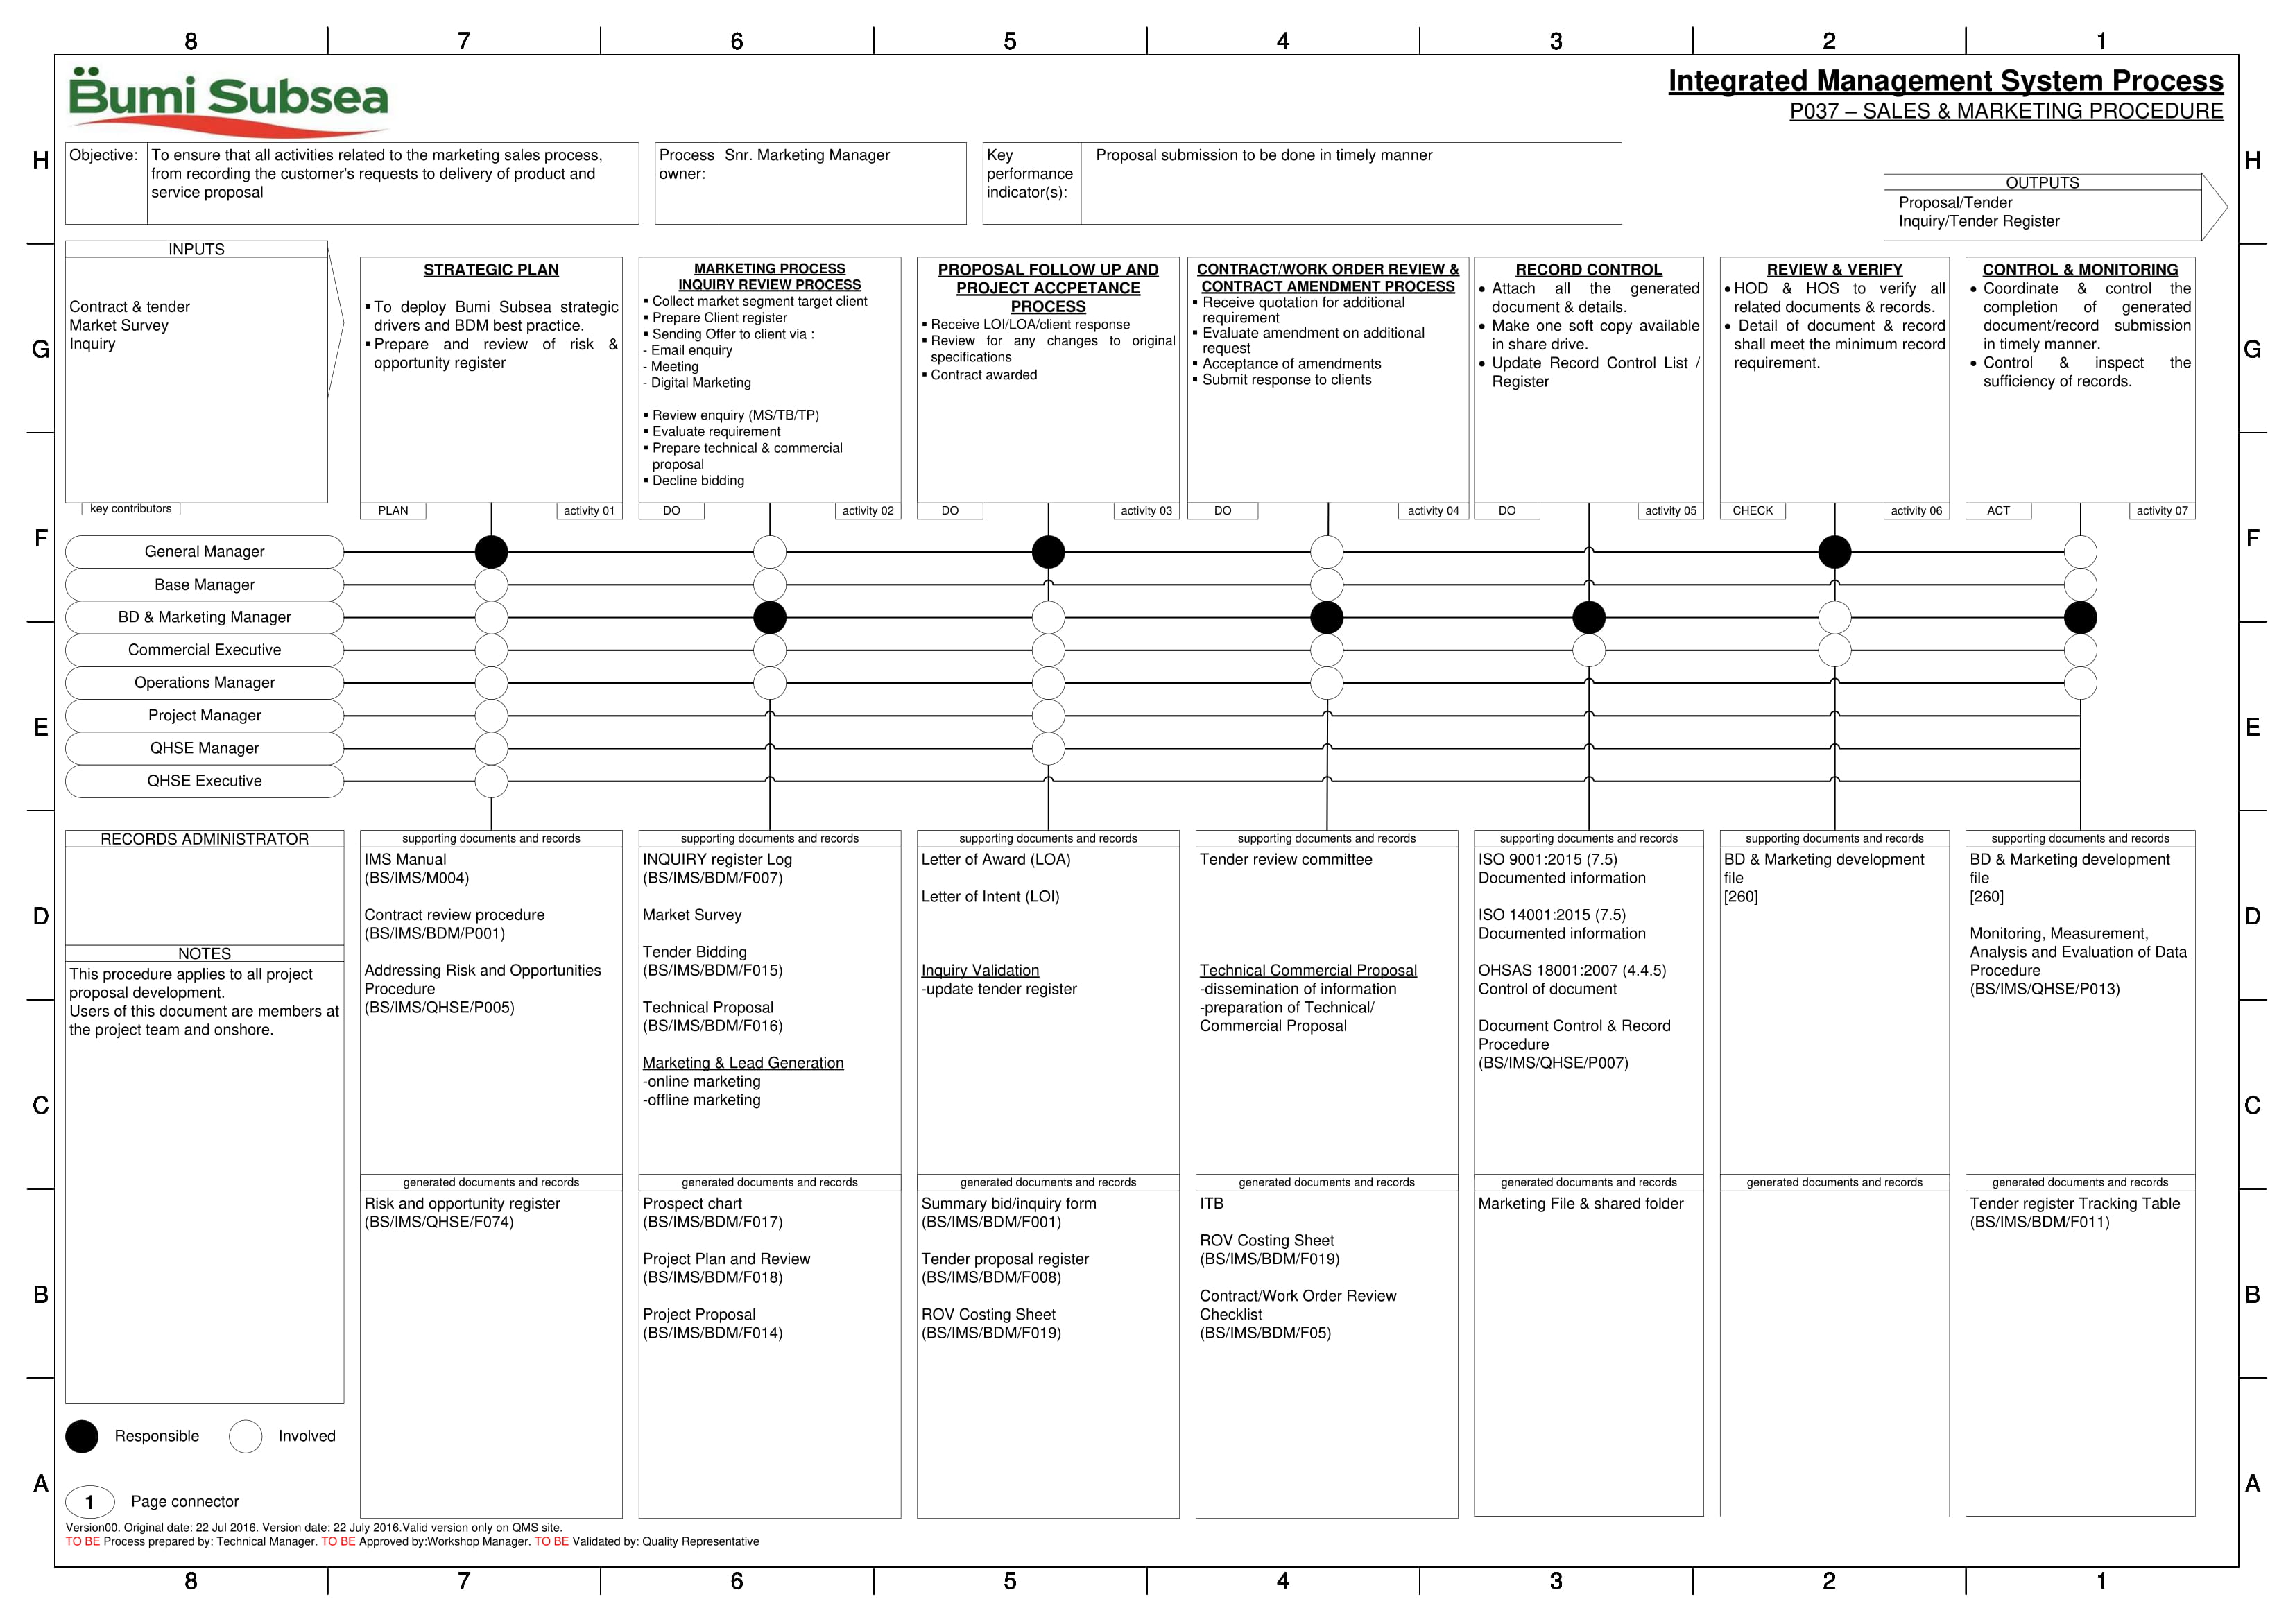 8 7 6 5 4 3 2 1
Bumi Subsea
Integrated Management System Process
P037 – SALES & MARKETING PROCEDURE
H
H
Objective:
To ensure that all activities related to the marketing sales process,
from recording the customer's requests to delivery of product and
service proposal
Process
owner:
Snr. Marketing Manager
Key
performance
indicator(s):
Proposal submission to be done in timely manner
OUTPUTS
Proposal/Tender
Inquiry/Tender Register
INPUTS
Contract & tender
Market Survey
Inquiry
G
G
STRATEGIC PLAN
▪ To deploy Bumi Subsea strategic
drivers and BDM best practice.
▪ Prepare and review of risk &
opportunity register
PLAN
activity 01
MARKETING PROCESS
INQUIRY REVIEW PROCESS
▪ Collect market segment target client
▪ Prepare Client register
▪ Sending Offer to client via :
- Email enquiry
- Meeting
- Digital Marketing
▪ Review enquiry (MS/TB/TP)
▪ Evaluate requirement
▪ Prepare technical & commercial
proposal
▪ Decline bidding
DO
activity 02
PROPOSAL FOLLOW UP AND
PROJECT ACCPETANCE
PROCESS
▪ Receive LOI/LOA/client response
▪ Review for any changes to original
specifications
▪ Contract awarded
DO
activity 03
CONTRACT/WORK ORDER REVIEW &
CONTRACT AMENDMENT PROCESS
▪ Receive quotation for additional
requirement
▪ Evaluate amendment on additional
request
▪ Acceptance of amendments
▪ Submit response to clients
DO
activity 04
RECORD CONTROL
• Attach all the generated
document & details.
• Make one soft copy available
in share drive.
• Update Record Control List /
Register
DO
activity 05
REVIEW & VERIFY
• HOD & HOS to verify all
related documents & records.
• Detail of document & record
shall meet the minimum record
requirement.
CHECK
activity 06
CONTROL & MONITORING
• Coordinate & control the
completion of generated
document/record submission
in timely manner.
• Control & inspect the
sufficiency of records.
ACT
activity 07
key contributors
F
F
General Manager
Base Manager
BD & Marketing Manager
Commercial Executive
Operations Manager
Project Manager
QHSE Manager
QHSE Executive
E
E
RECORDS ADMINISTRATOR
D
D
NOTES
This procedure applies to all project
proposal development.
Users of this document are members at
the project team and onshore.
supporting documents and records
IMS Manual
(BS/IMS/M004)
Contract review procedure
(BS/IMS/BDM/P001)
Addressing Risk and Opportunities
Procedure
(BS/IMS/QHSE/P005)
supporting documents and records
INQUIRY register Log
(BS/IMS/BDM/F007)
Market Survey
Tender Bidding
(BS/IMS/BDM/F015)
Technical Proposal
(BS/IMS/BDM/F016)
Marketing & Lead Generation
-online marketing
-offline marketing
supporting documents and records
Letter of Award (LOA)
Letter of Intent (LOI)
Inquiry Validation
-update tender register
supporting documents and records
Tender review committee
Technical Commercial Proposal
-dissemination of information
-preparation of Technical/
Commercial Proposal
supporting documents and records
ISO 9001:2015 (7.5)
Documented information
ISO 14001:2015 (7.5)
Documented information
OHSAS 18001:2007 (4.4.5)
Control of document
Document Control & Record
Procedure
(BS/IMS/QHSE/P007)
supporting documents and records
BD & Marketing development
file
[260]
supporting documents and records
BD & Marketing development
file
[260]
Monitoring, Measurement,
Analysis and Evaluation of Data
Procedure
(BS/IMS/QHSE/P013)
C
C
generated documents and records
Risk and opportunity register
(BS/IMS/QHSE/F074)
generated documents and records
Prospect chart
(BS/IMS/BDM/F017)
Project Plan and Review
(BS/IMS/BDM/F018)
Project Proposal
(BS/IMS/BDM/F014)
generated documents and records
Summary bid/inquiry form
(BS/IMS/BDM/F001)
Tender proposal register
(BS/IMS/BDM/F008)
ROV Costing Sheet
(BS/IMS/BDM/F019)
generated documents and records
ITB
ROV Costing Sheet
(BS/IMS/BDM/F019)
Contract/Work Order Review
Checklist
(BS/IMS/BDM/F05)
generated documents and records
Marketing File & shared folder
generated documents and records
generated documents and records
Tender register Tracking Table
(BS/IMS/BDM/F011)
B
B
Responsible
Involved
A
A
1
Page connector
Version00. Original date: 22 Jul 2016. Version date: 22 July 2016.Valid version only on QMS site.
TO BE Process prepared by: Technical Manager. TO BE Approved by:Workshop Manager. TO BE Validated by: Quality Representative
8 7 6 5 4 3 2 1